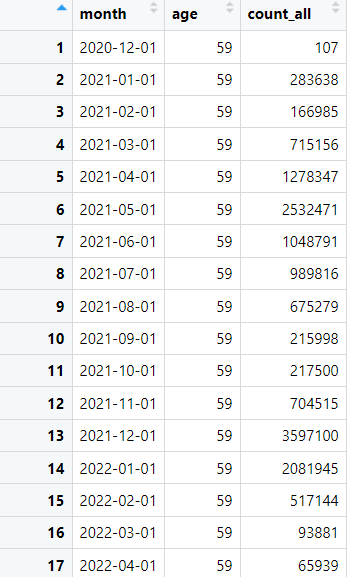 month age count_all
1 2020-12-01 59 107
2 2021-01-01 59 283638
3 2021-02-01 59 166985
4 2021-03-01 59 715156
5 2021-04-01 59 1278347
6 2021-05-01 59 2532471
7 2021-06-01 59 1048791
8 2021-07-01 59 989816
9 2021-08-01 59 675279
10 2021-09-01 59 215998
11 2021-10-01 59 217500
12 2021-11-01 59 704515
13 2021-12-01 59 3597100
14 2022-01-01 59 2081945
15 2022-02-01 59 517144
16 2022-03-01 59 93881
17 2022-04-01 59 65939